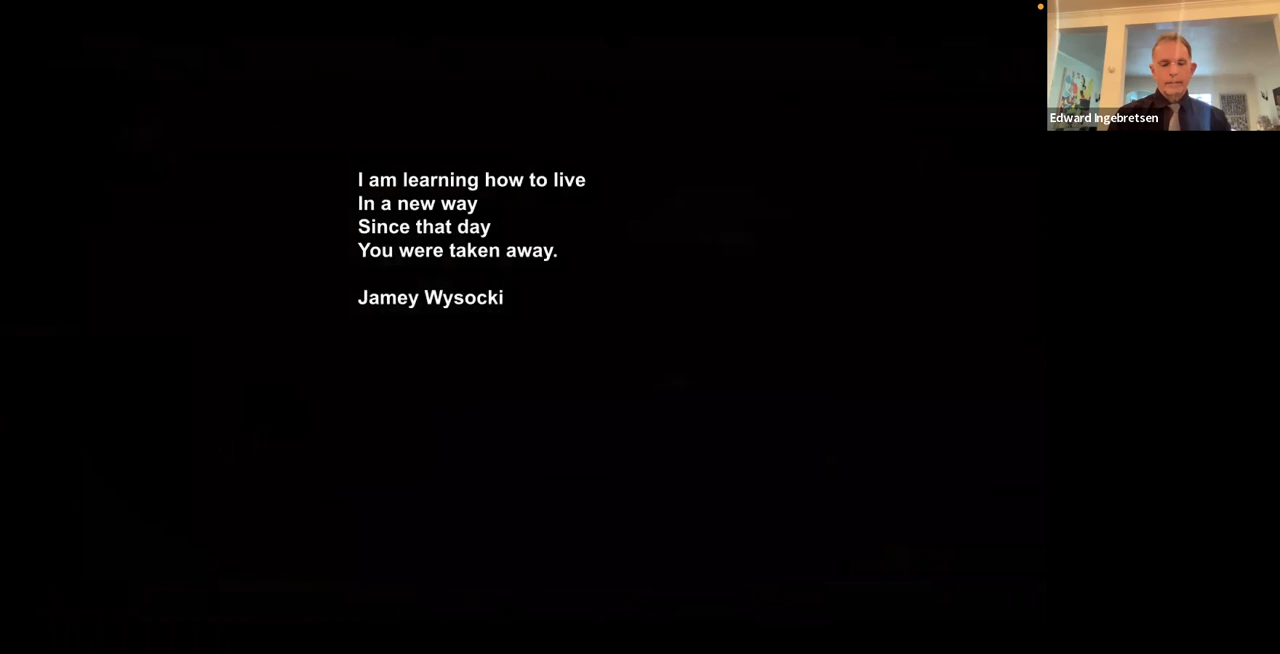 I am learning how to live
In a new way
Since that day
You were taken away.
Jamey Wysocki
Edward Ingebretsen